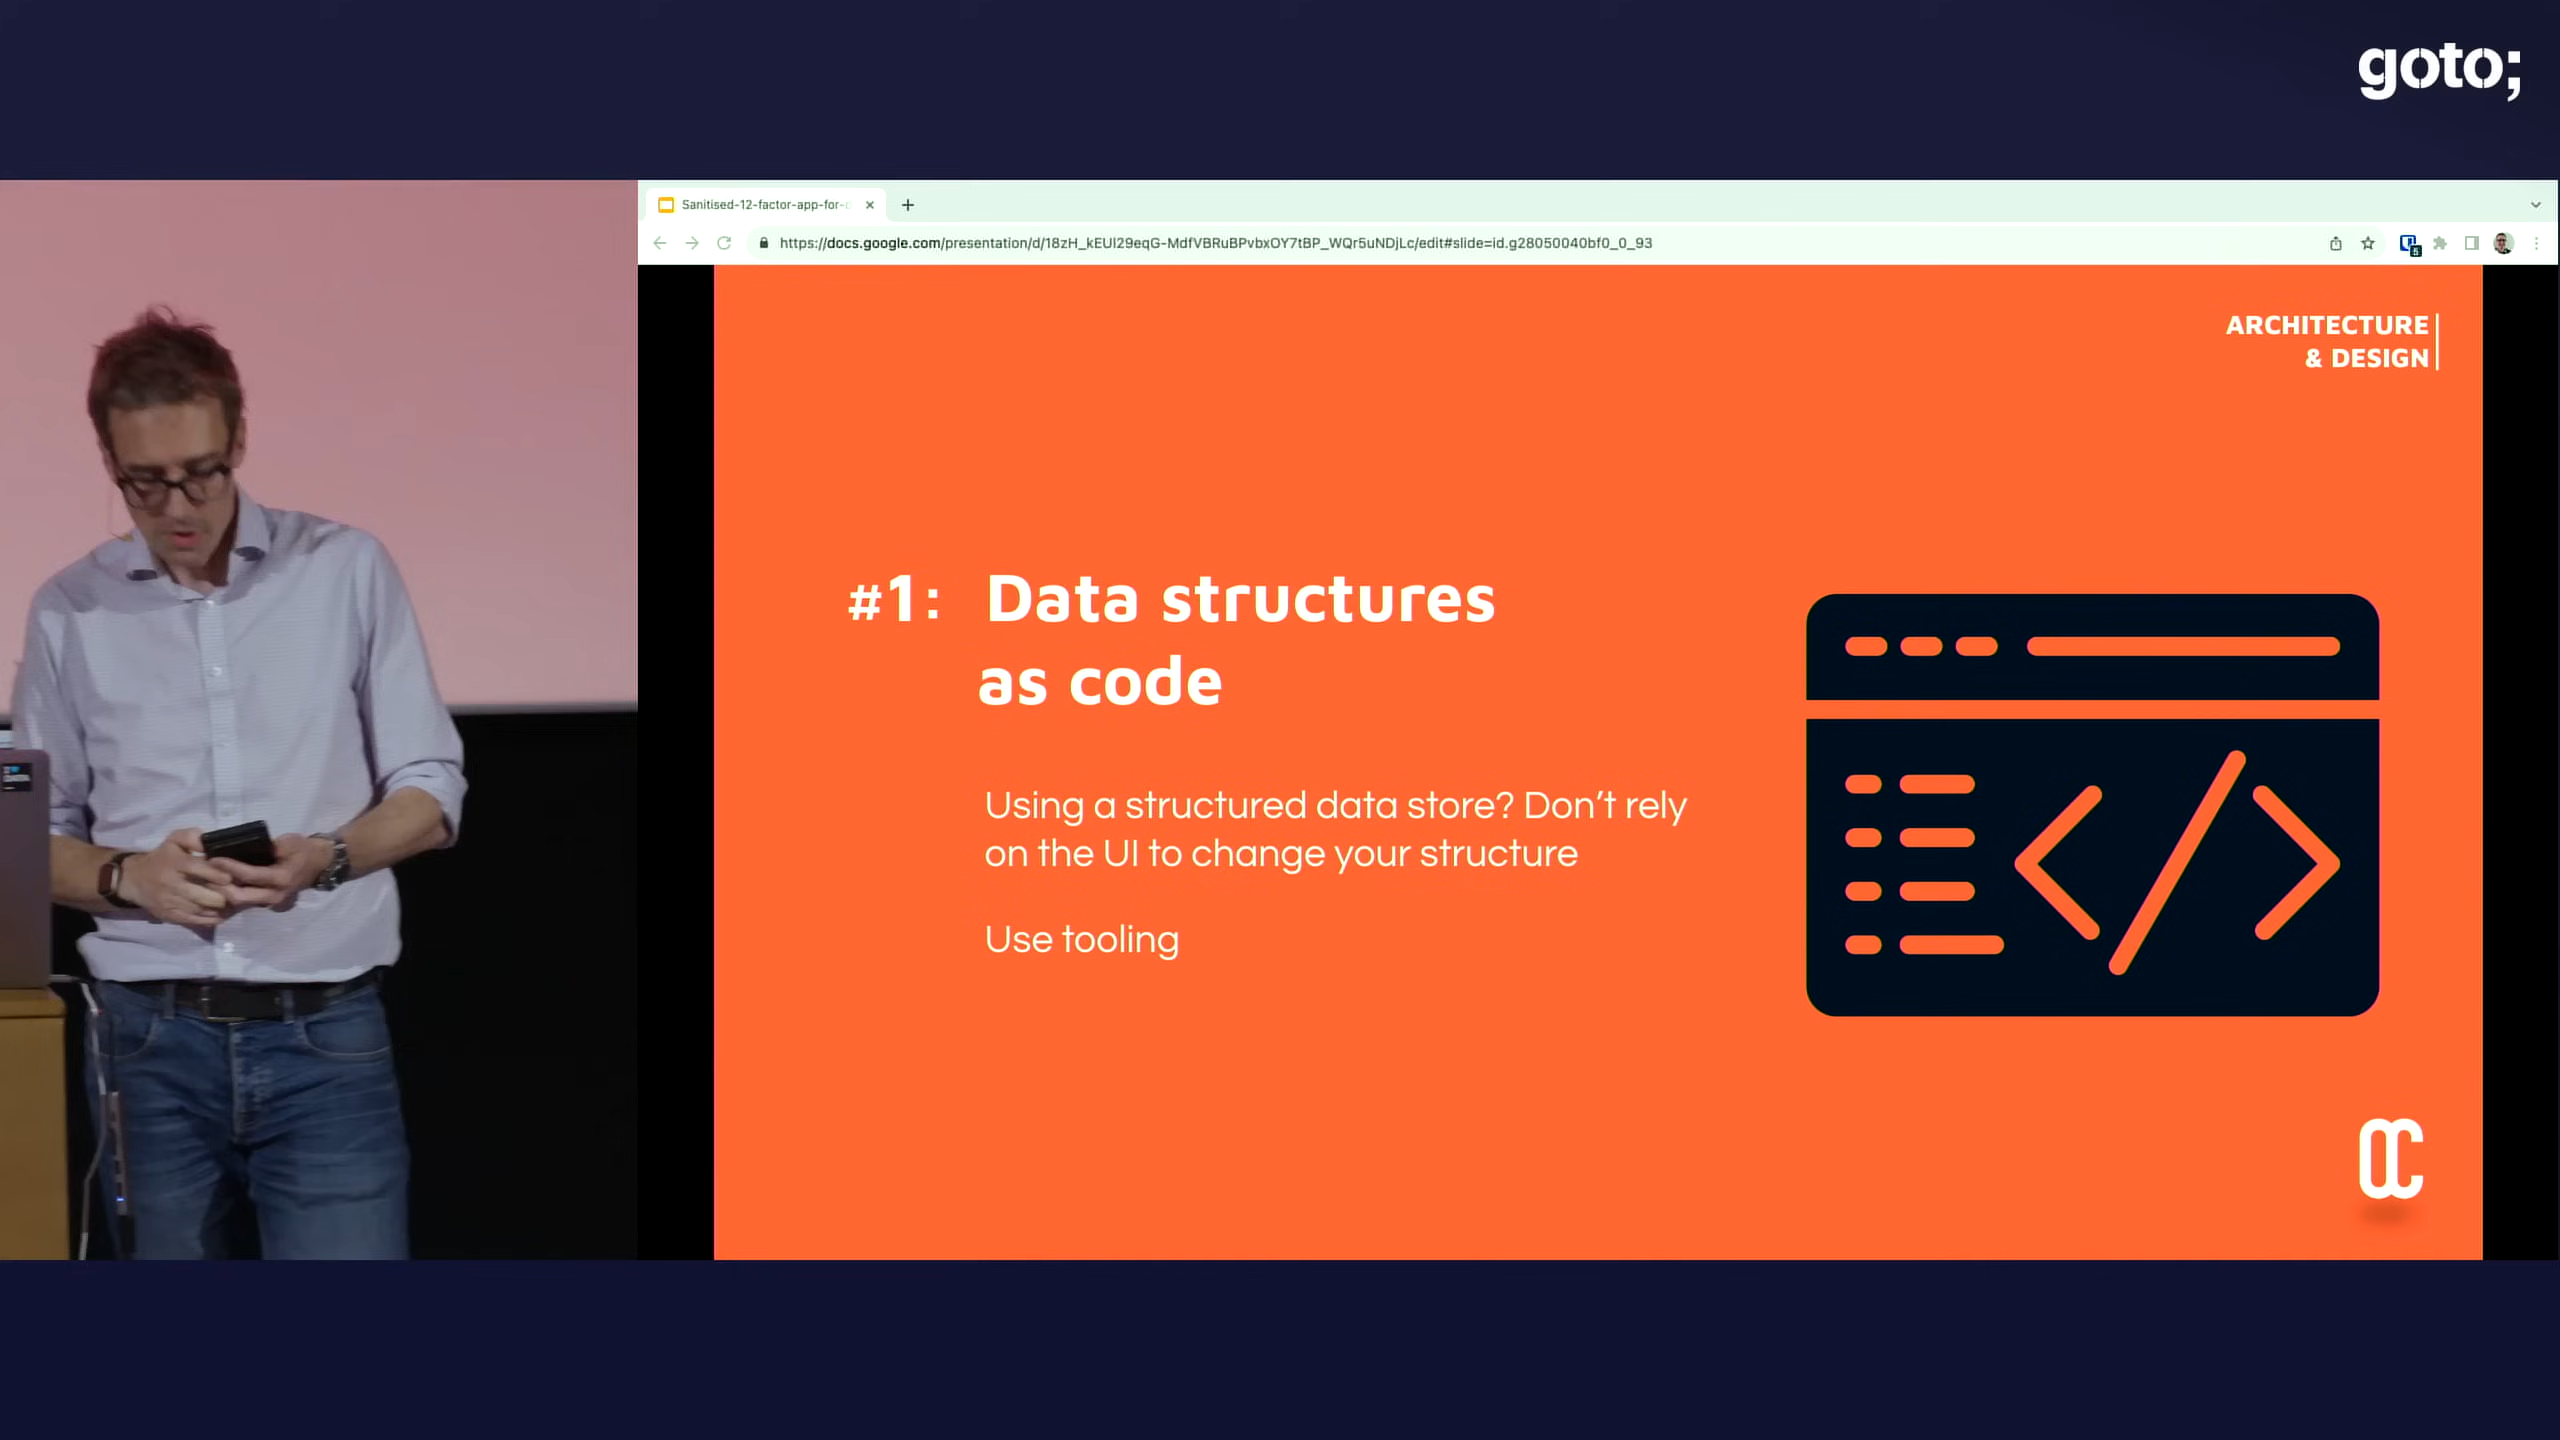 goto;
Sanitised-12-factor-app-for-
https://docs.google.com/presentation/d/18zH_kEUI29eqG-MdfVBRuBPvbxOY7tBP_WQr5uNDjLc/edit#slide=id.g28050040bf0_0_93
ARCHITECTURE
& DESIGN
#1: Data structures
as code
Using a structured data store? Don’t rely
on the UI to change your structure
Use tooling